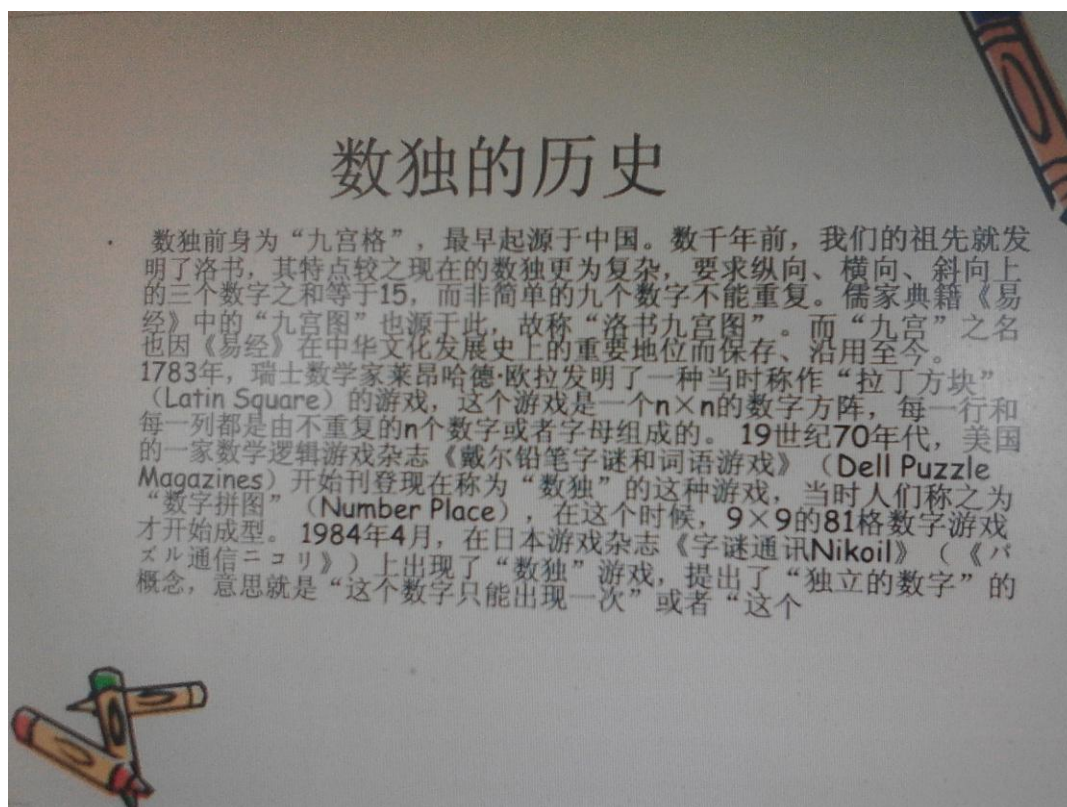 数独的历史
数独前身为“九宫格”，最早起源于中国。数千年前，我们的祖先就发
明了洛书，其特点较之现在的数独更为复杂，要求纵向、横向、斜向上
的三个数字之和等于15，而非简单的九个数字不能重复。儒家典籍《易
经》中的“九宫图”也源于此，故称“洛书九宫图”。而“九宫”之名
也因《易经》在中华文化发展史上的重要地位而保存、沿用至今。
1783年，瑞士数学家莱昂哈德·欧拉发明了一种当时称作“拉丁方块”
（Latin Square）的游戏，这个游戏是一个n×n的数字方阵，每一行和
每一列都是由不重复的n个数字或者字母组成的。 19世纪70年代，美国
的一家数学逻辑游戏杂志《戴尔铅笔字谜和词语游戏》（Dell Puzzle
Magazines）开始刊登现在称为“数独”的这种游戏，当时人们称之为
“数字拼图”（Number Place），在这个时候，9×9的81格数字游戏
才开始成型。 1984年4月，在日本游戏杂志《字谜通讯Nikoil》（《パ
ズル通信ニコリ》）上出现了“数独”游戏，提出了“独立的数字”的
概念，意思就是“这个数字只能出现一次”或者“这个